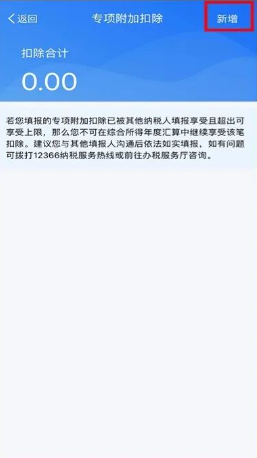 返回 专项附加扣除 新增
扣除合计
0.00
若您填报的专项附加扣除已被其他纳税人填报享受且超出可
享受上限，那么您不可在综合所得年度汇算中继续享受该笔
扣除。建议您与其他填报人沟通后依法如实填报，如有问题
可拨打12366纳税服务热线或前往办税服务厅咨询。